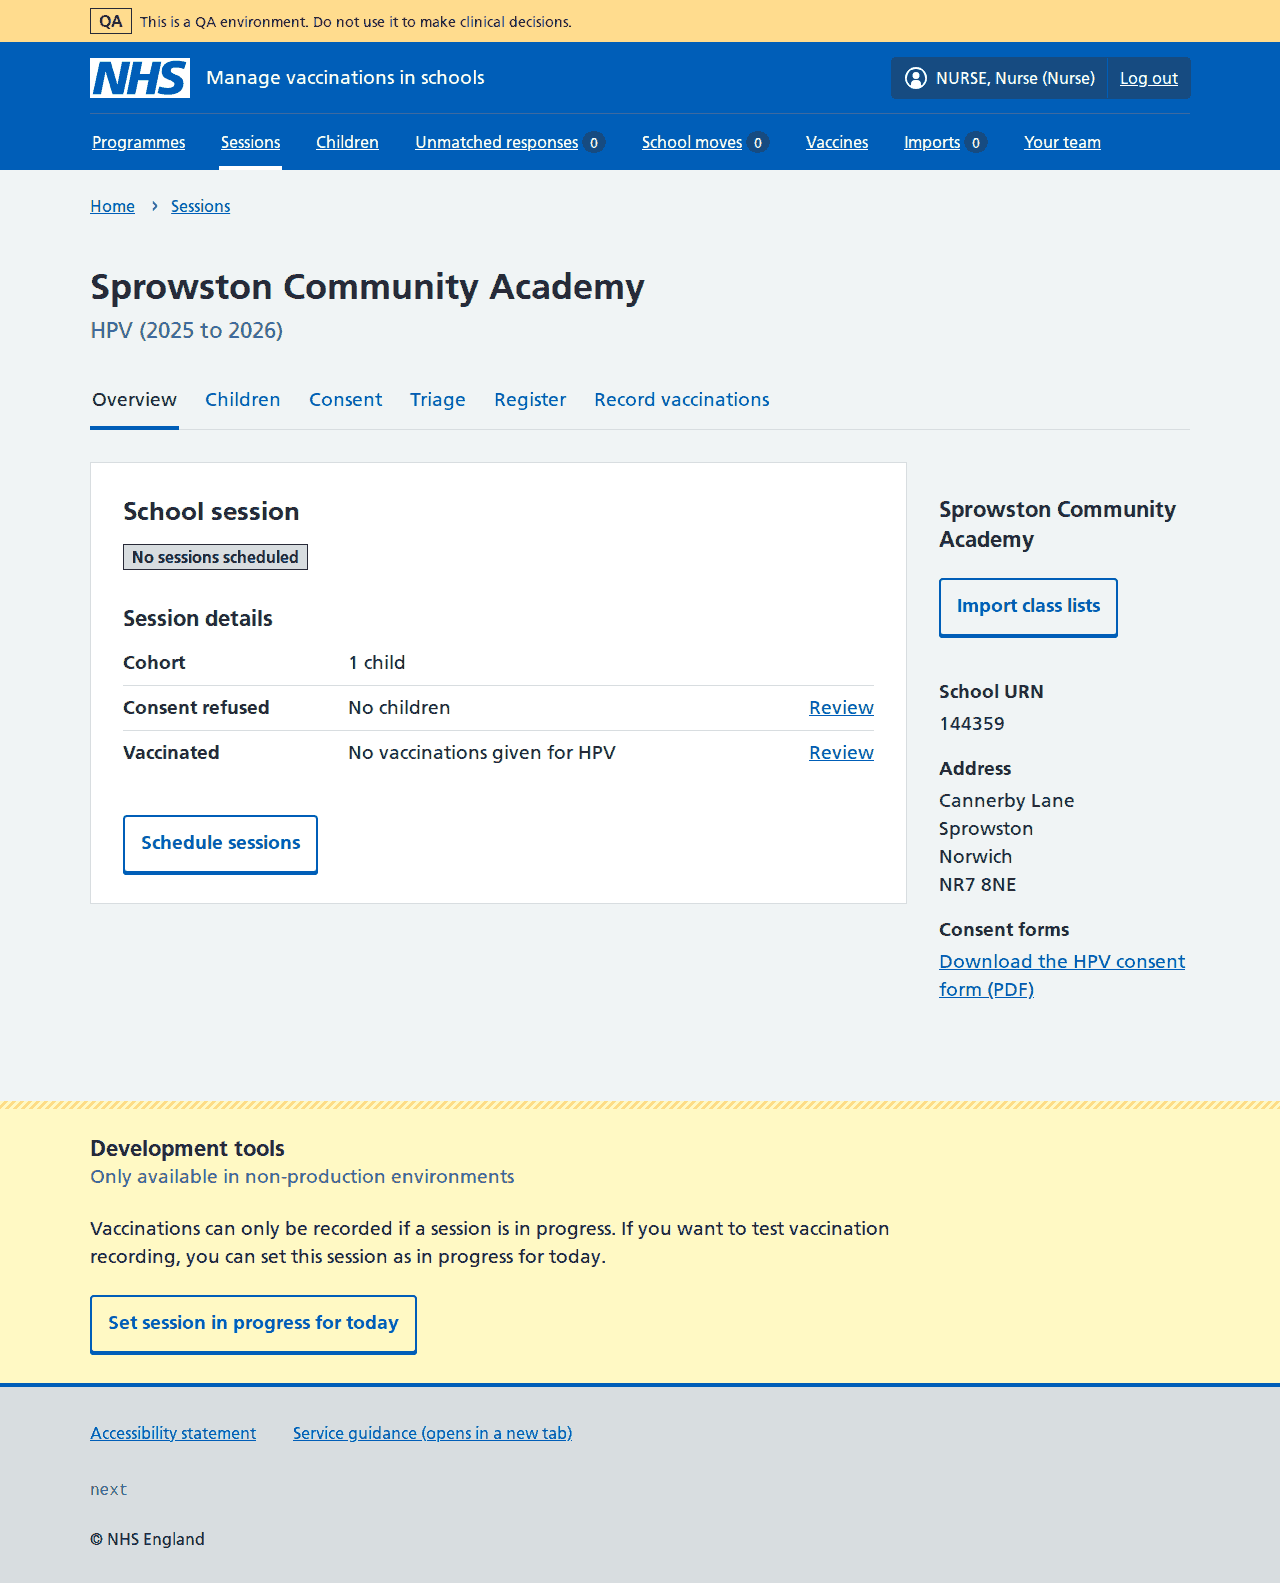 QA This is a QA environment. Do not use it to make clinical decisions.
NHS Manage vaccinations in schools NURSE, Nurse (Nurse) Log out
Programmes Sessions Children Unmatched responses 0 School moves 0 Vaccines Imports 0 Your team
Home › Sessions
Sprowston Community Academy
HPV (2025 to 2026)
Overview Children Consent Triage Register Record vaccinations
School session
No sessions scheduled
Session details
Cohort 1 child
Consent refused No children Review
Vaccinated No vaccinations given for HPV Review
Schedule sessions
Sprowston Community
Academy
Import class lists
School URN
144359
Address
Cannerby Lane
Sprowston
Norwich
NR7 8NE
Consent forms
Download the HPV consent
form (PDF)
Development tools
Only available in non-production environments
Vaccinations can only be recorded if a session is in progress. If you want to test vaccination
recording, you can set this session as in progress for today.
Set session in progress for today
Accessibility statement Service guidance (opens in a new tab)
next
© NHS England